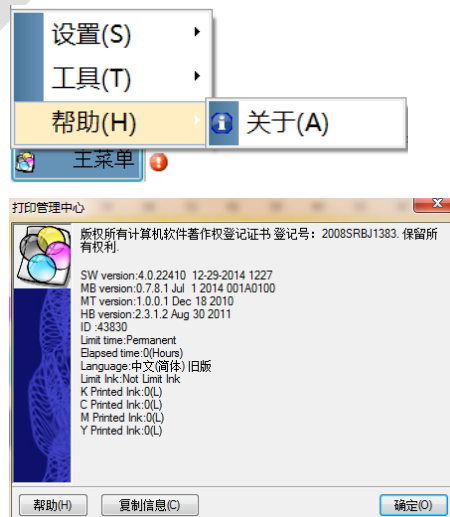 设置(S)
工具(T)
帮助(H)
关于(A)
主菜单
打印管理中心
版权所有计算机软件著作权登记证书 登记号：2008SRBJ1383. 保留所
有权利.
SW version:4.0.22410 12-29-2014 1227
MB version:0.7.8.1 Jul 1 2014 001A0100
MT version:1.0.0.1 Dec 18 2010
HB version:2.3.1.2 Aug 30 2011
ID :43830
Limit time:Permanent
Elapsed time:0(Hours)
Language:中文(简体) 旧版
Limit Ink:Not Limit Ink
K Printed Ink:0(L)
C Printed Ink:0(L)
M Printed Ink:0(L)
Y Printed Ink:0(L)
帮助(H)
复制信息(C)
确定(O)